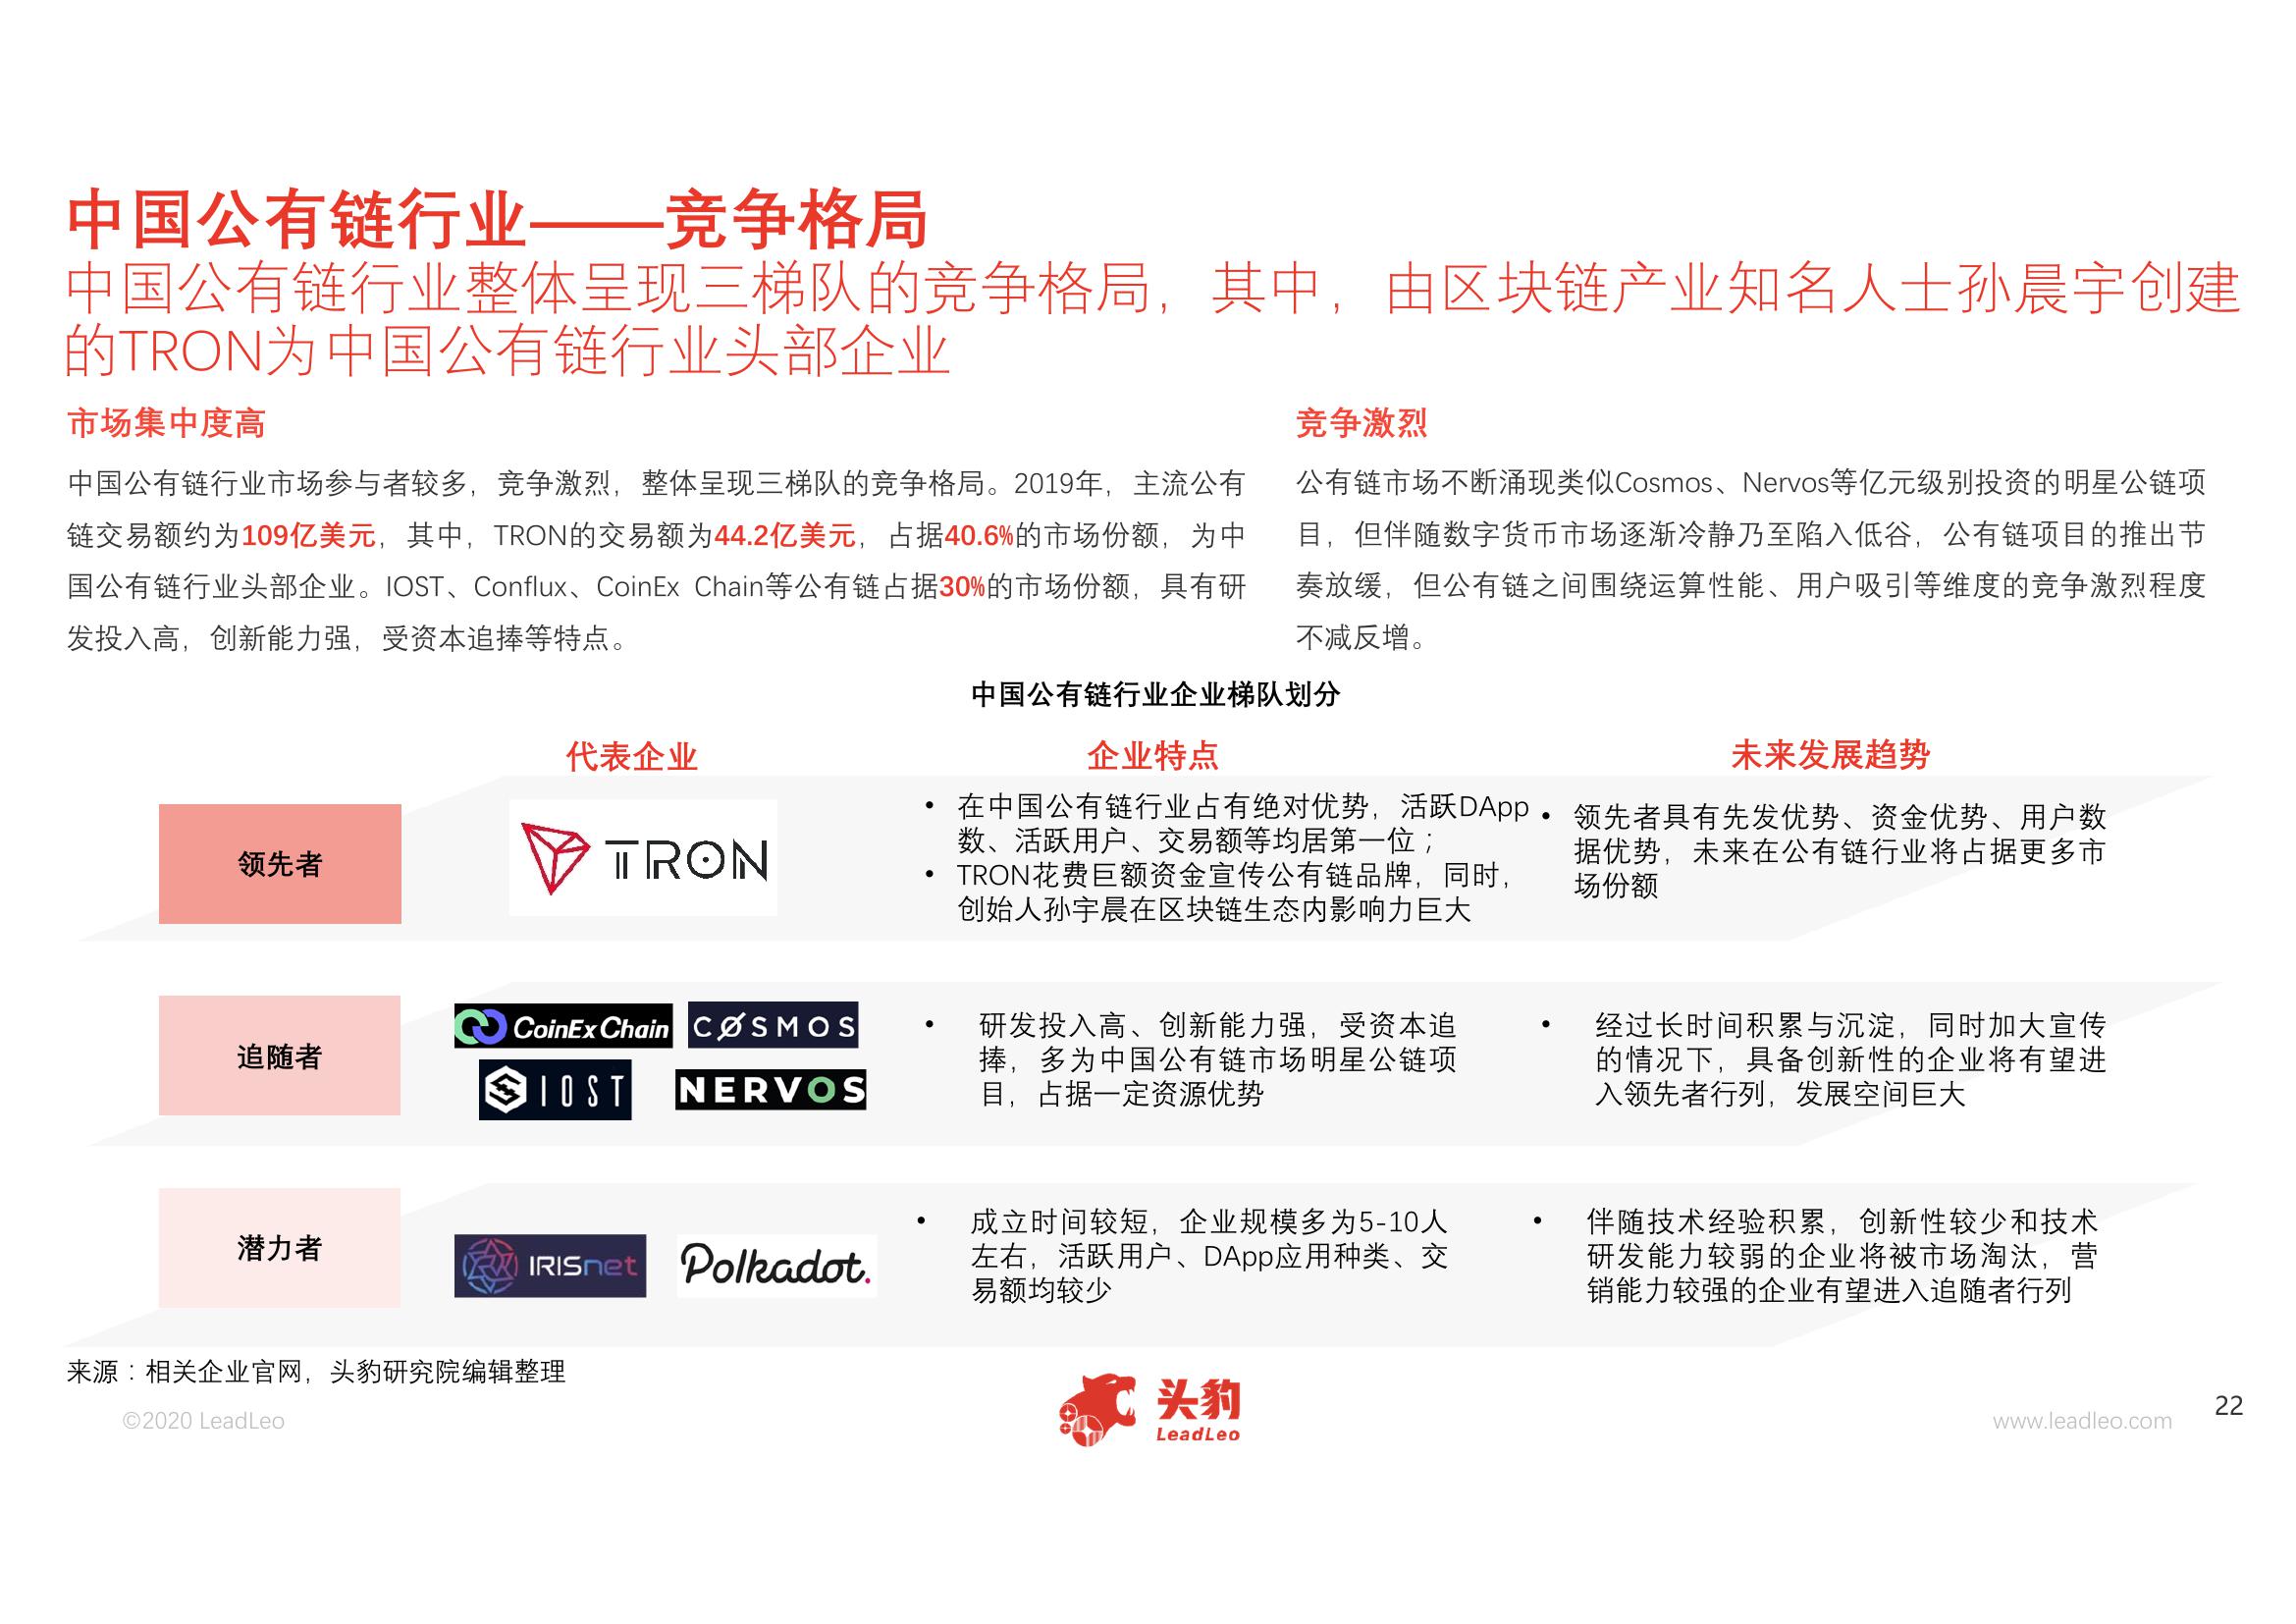 中国公有链行业——竞争格局
中国公有链行业整体呈现三梯队的竞争格局，其中，由区块链产业知名人士孙晨宇创建
的TRON为中国公有链行业头部企业
市场集中度高
中国公有链行业市场参与者较多，竞争激烈，整体呈现三梯队的竞争格局。2019年，主流公有
链交易额约为109亿美元，其中，TRON的交易额为44.2亿美元，占据40.6%的市场份额，为中
国公有链行业头部企业。IOST、Conflux、CoinEx Chain等公有链占据30%的市场份额，具有研
发投入高，创新能力强，受资本追捧等特点。
竞争激烈
公有链市场不断涌现类似Cosmos、Nervos等亿元级别投资的明星公链项
目，但伴随数字货币市场逐渐冷静乃至陷入低谷，公有链项目的推出节
奏放缓，但公有链之间围绕运算性能、用户吸引等维度的竞争激烈程度
不减反增。
中国公有链行业企业梯队划分
代表企业
企业特点
未来发展趋势
领先者
TRON
• 在中国公有链行业占有绝对优势，活跃DApp
数、活跃用户、交易额等均居第一位；
• TRON花费巨额资金宣传公有链品牌，同时，
创始人孙宇晨在区块链生态内影响力巨大
• 领先者具有先发优势、资金优势、用户数
据优势，未来在公有链行业将占据更多市
场份额
追随者
CoinEx Chain
COSMOS
IOST
NERVOS
• 研发投入高、创新能力强，受资本追
捧，多为中国公有链市场明星公链项
目，占据一定资源优势
• 经过长时间积累与沉淀，同时加大宣传
的情况下，具备创新性的企业将有望进
入领先者行列，发展空间巨大
潜力者
IRISnet
Polkadot.
• 成立时间较短，企业规模多为5-10人
左右，活跃用户、DApp应用种类、交
易额均较少
• 伴随技术经验积累，创新性较少和技术
研发能力较弱的企业将被市场淘汰，营
销能力较强的企业有望进入追随者行列
来源：相关企业官网，头豹研究院编辑整理
©2020 LeadLeo
头豹
LeadLeo
www.leadleo.com
22